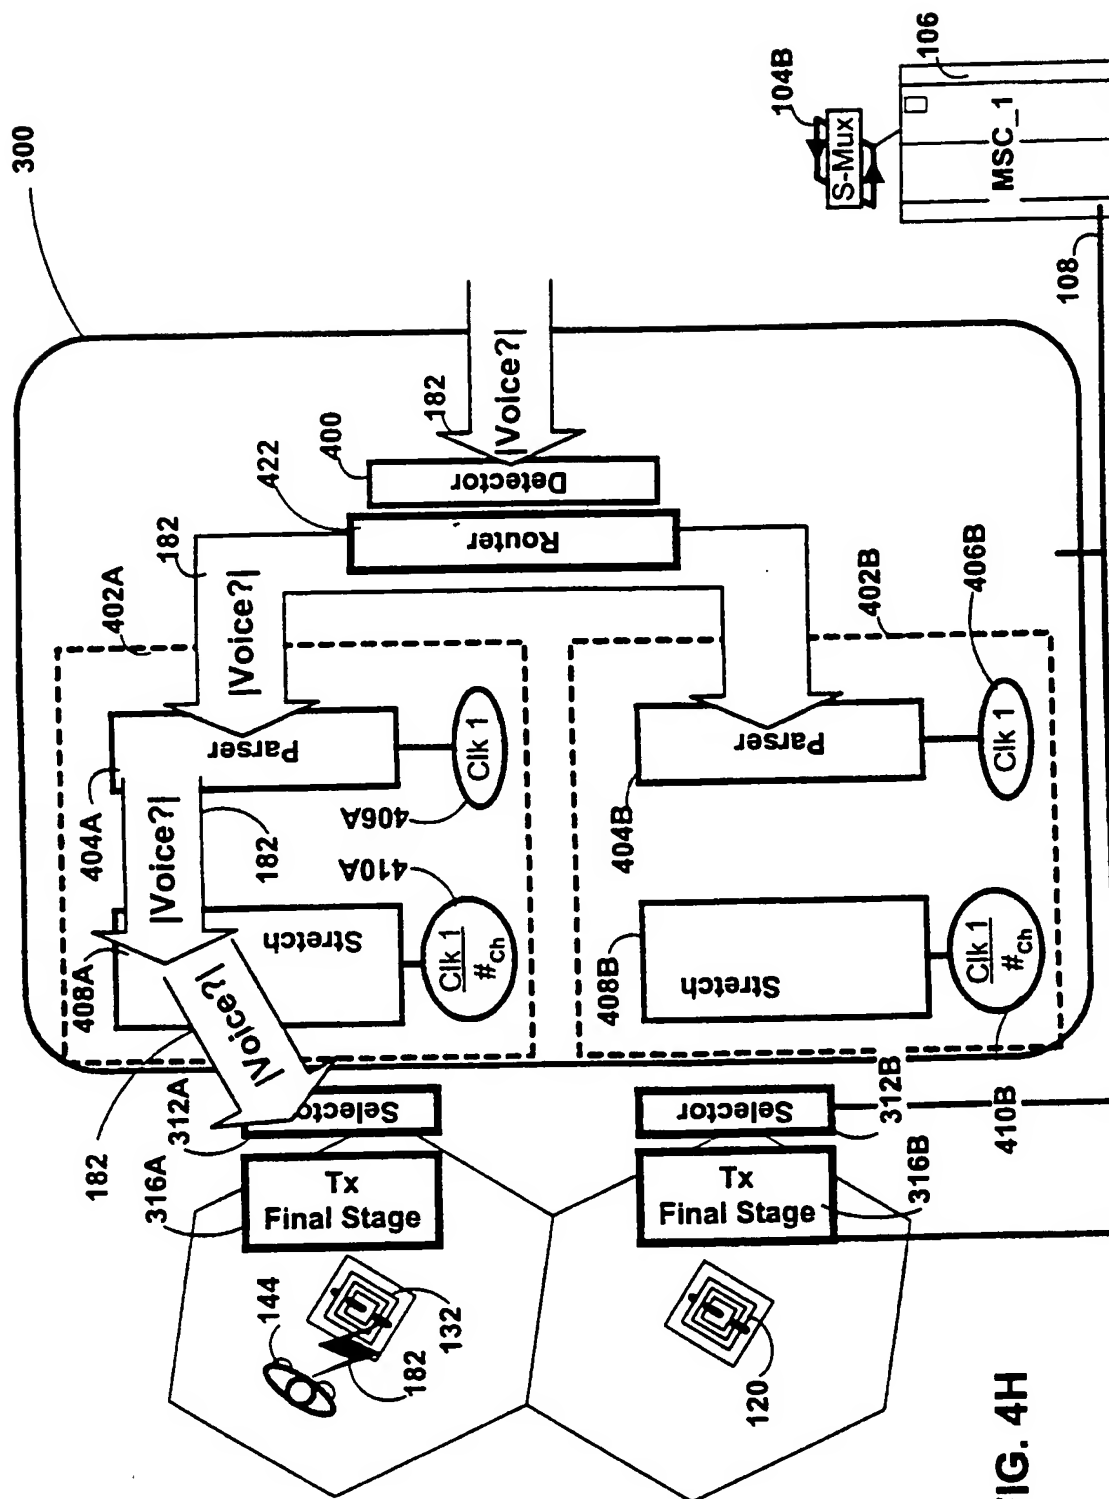 300
104B
S-Mux
106
MSC_1
108
182
|Voice?|
400
Detector
422
Router
182
402A
|Voice?|
404A
Parser
406A
Clk 1
182
|Voice?|
408A
Stretch
410A
Clk 1
#Ch
182
|Voice?|
402B
404B
Parser
406B
Clk 1
408B
Stretch
410B
Clk 1
#Ch
312A
Selector
316A
Tx
Final Stage
312B
Selector
316B
Tx
Final Stage
144
182
132
120
FIG. 4H